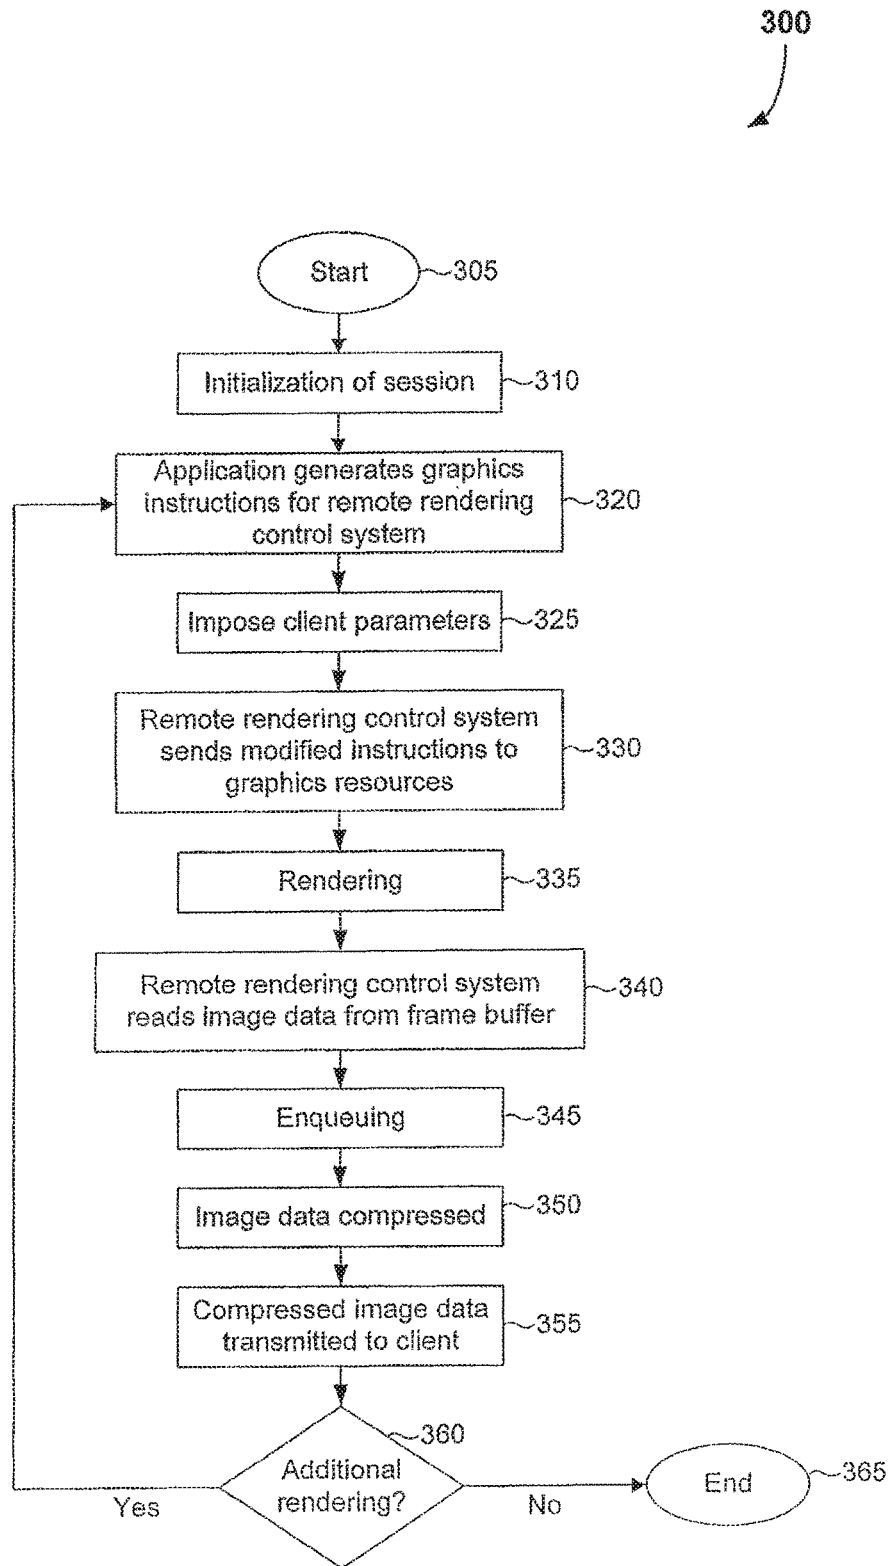 300
Start
305
Initialization of session
310
Application generates graphics
instructions for remote rendering
control system
320
Impose client parameters
325
Remote rendering control system
sends modified instructions to
graphics resources
330
Rendering
335
Remote rendering control system
reads image data from frame buffer
340
Enqueuing
345
Image data compressed
350
Compressed image data
transmitted to client
355
360
Additional
rendering?
Yes
No
End
365